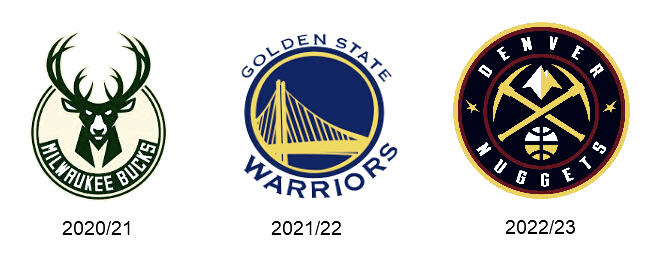 MILWAUKEE BUCKS
GOLDEN STATE
WARRIORS
DENVER
NUGGETS
2020/21
2021/22
2022/23